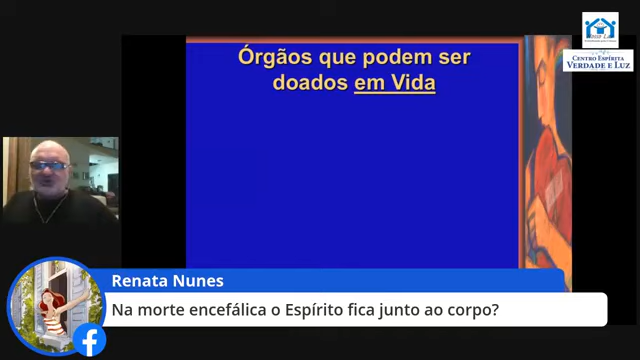 Órgãos que podem ser
doados em Vida
CENTRO ESPÍRITA
VERDADE E LUZ
Renata Nunes
Na morte encefálica o Espírito fica junto ao corpo?